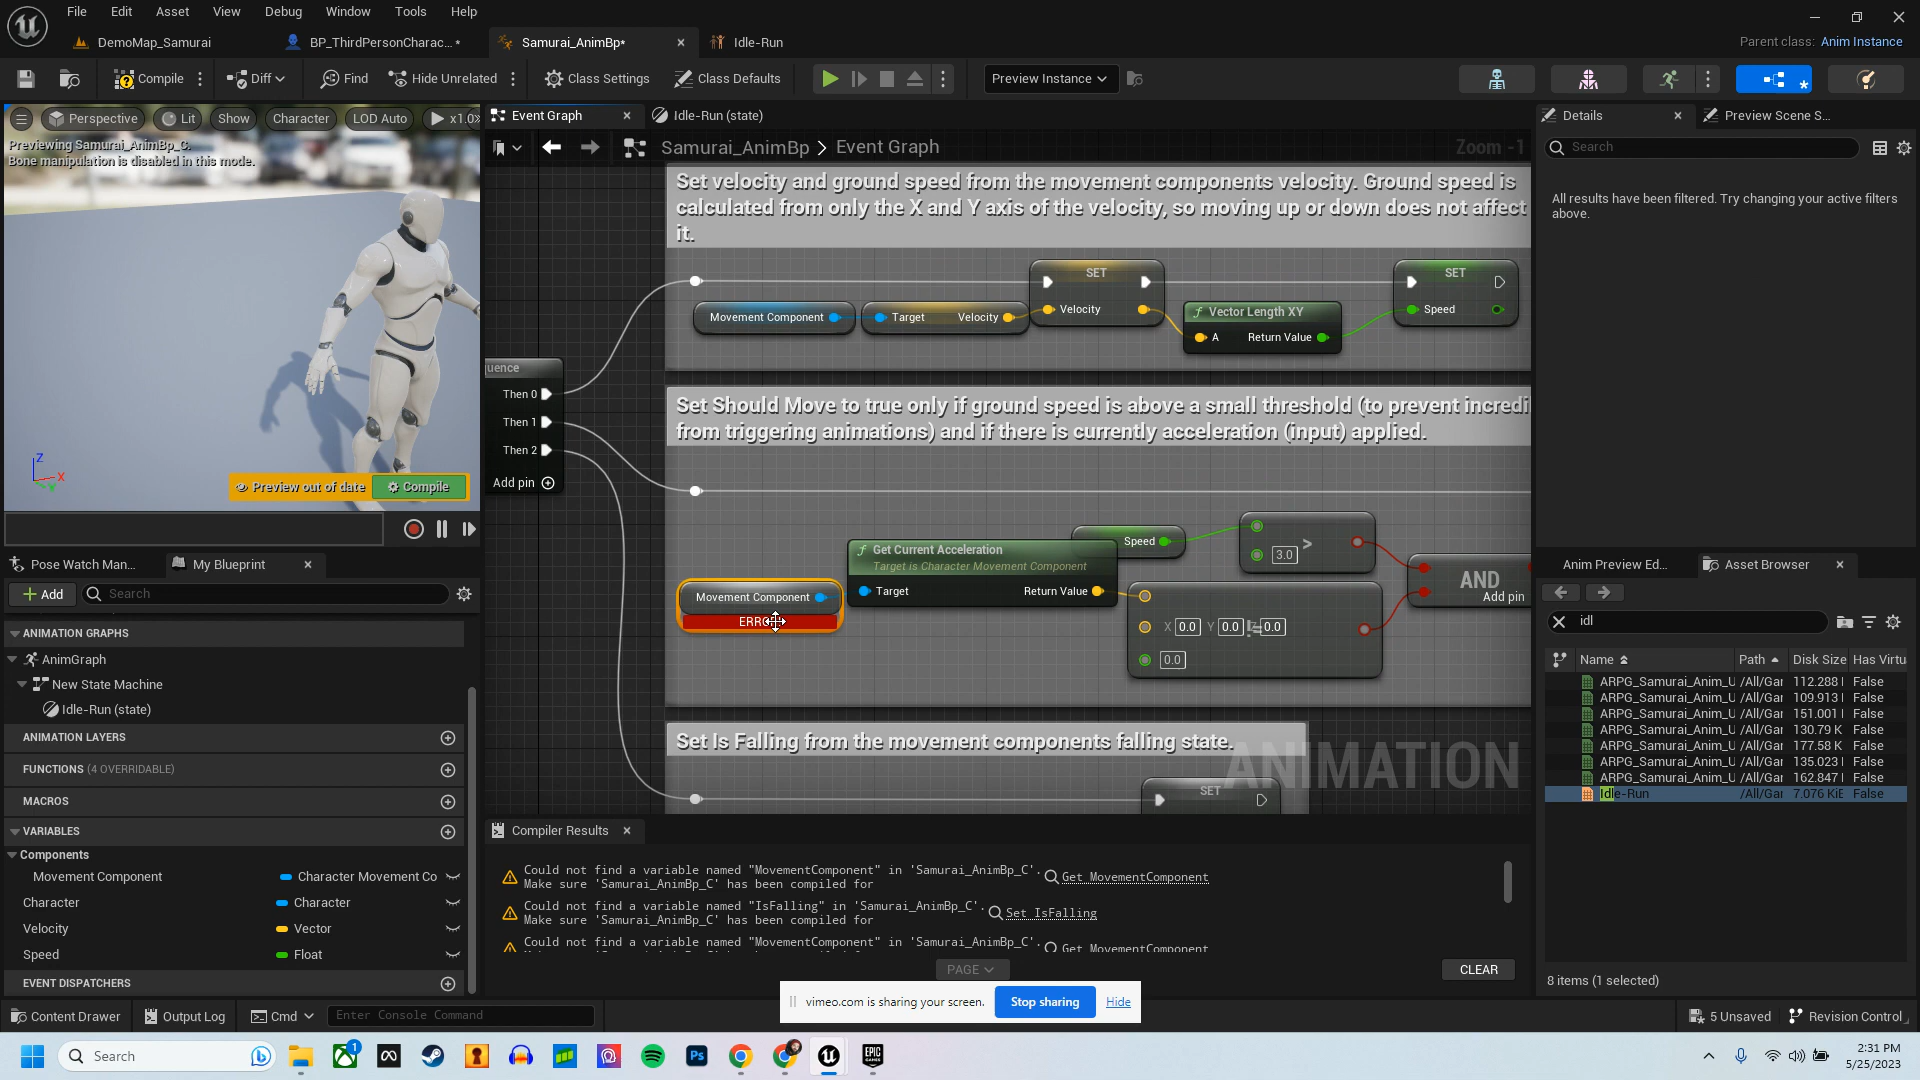 File Edit Asset View Debug Window Tools Help
DemoMap_Samurai
BP_ThirdPersonCharac... *
Samurai_AnimBp*
Idle-Run
Parent class: Anim Instance
Compile
Diff
Find
Hide Unrelated
Class Settings
Class Defaults
Preview Instance
Perspective
Lit
Show
Character
LOD Auto
x1.0
Previewing Samurai_AnimBp_C.
Bone manipulation is disabled in this mode.
Z
X
Y
Preview out of date
Compile
Event Graph
Idle-Run (state)
Samurai_AnimBp > Event Graph
Zoom -1
Set velocity and ground speed from the movement components velocity. Ground speed is
calculated from only the X and Y axis of the velocity, so moving up or down does not affect
it.
Movement Component
Target
Velocity
SET
Velocity
Vector Length XY
A
Return Value
SET
Speed
uence
Then 0
Then 1
Then 2
Add pin
Set Should Move to true only if ground speed is above a small threshold (to prevent incredi
from triggering animations) and if there is currently acceleration (input) applied.
Speed
3.0
>
Get Current Acceleration
Target is Character Movement Component
Target
Return Value
Movement Component
X 0.0 Y 0.0 0.0
0.0
AND
Add pin
Set Is Falling from the movement components falling state.
SET
ANIMATION
Compiler Results
Could not find a variable named "MovementComponent" in 'Samurai_AnimBp_C'.
Make sure 'Samurai_AnimBp_C' has been compiled for
Get MovementComponent
Could not find a variable named "IsFalling" in 'Samurai_AnimBp_C'.
Make sure 'Samurai_AnimBp_C' has been compiled for
Set IsFalling
Could not find a variable named "MovementComponent" in 'Samurai_AnimBp_C'.
Get MovementComponent
PAGE
CLEAR
Pose Watch Man...
My Blueprint
Add
Search
ANIMATION GRAPHS
AnimGraph
New State Machine
Idle-Run (state)
ANIMATION LAYERS
FUNCTIONS (4 OVERRIDABLE)
MACROS
VARIABLES
Components
Movement Component
Character Movement Co
Character
Character
Velocity
Vector
Speed
Float
EVENT DISPATCHERS
Details
Preview Scene S...
Search
All results have been filtered. Try changing your active filters
above.
Anim Preview Ed...
Asset Browser
idl
Name Path Disk Size Has Virtu
ARPG_Samurai_Anim_U /All/Gar 112.288 False
ARPG_Samurai_Anim_U /All/Gar 109.913 False
ARPG_Samurai_Anim_U /All/Gar 151.001 False
ARPG_Samurai_Anim_U /All/Gar 130.79 K False
ARPG_Samurai_Anim_U /All/Gar 177.58 K False
ARPG_Samurai_Anim_U /All/Gar 135.023 False
ARPG_Samurai_Anim_U /All/Gar 162.847 False
Idle-Run /All/Gar 7.076 KiE False
8 items (1 selected)
vimeo.com is sharing your screen.
Stop sharing
Hide
Content Drawer
Output Log
Cmd
Enter Console Command
5 Unsaved
Revision Control
Search
1
Ps
EPIC
GAMES
2:31 PM
5/25/2023